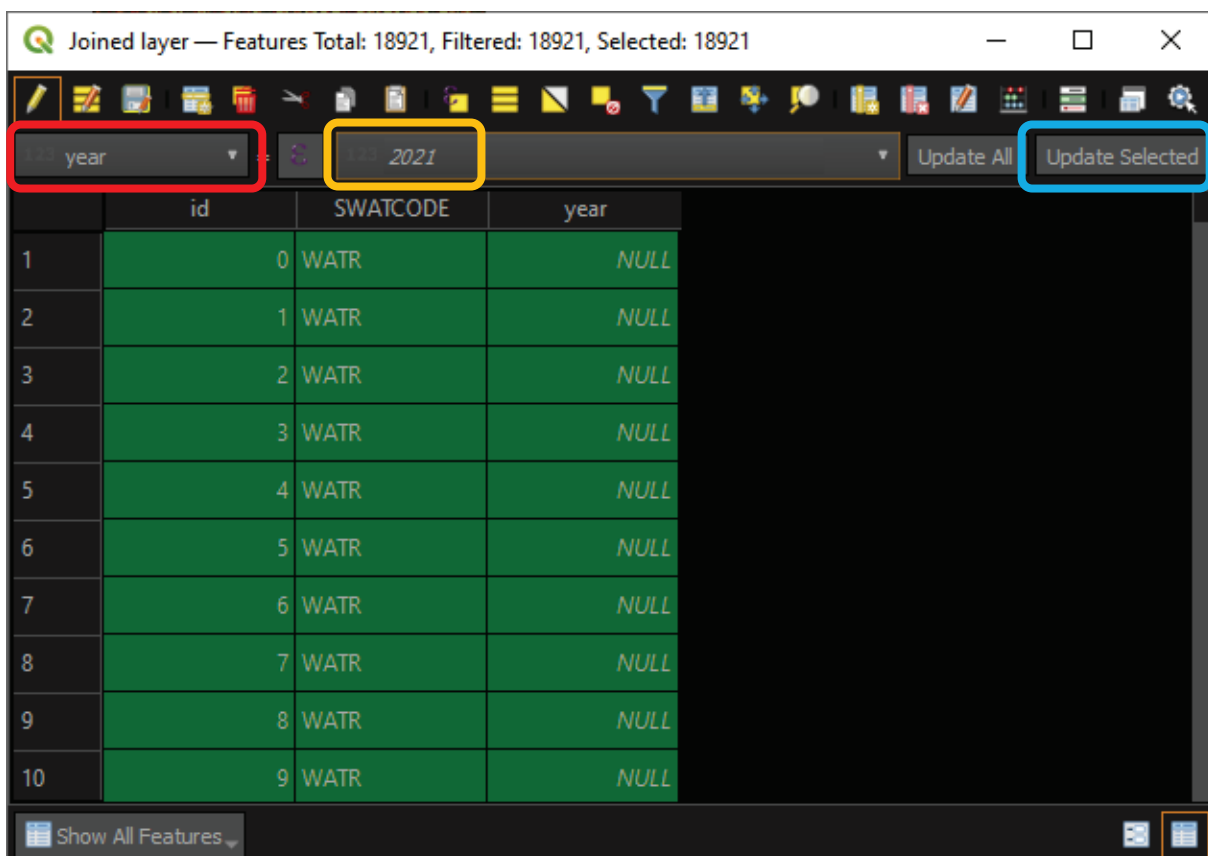 Joined layer — Features Total: 18921, Filtered: 18921, Selected: 18921
123 year = ε 123 2021 Update All Update Selected
id SWATCODE year
1 0 WATR NULL
2 1 WATR NULL
3 2 WATR NULL
4 3 WATR NULL
5 4 WATR NULL
6 5 WATR NULL
7 6 WATR NULL
8 7 WATR NULL
9 8 WATR NULL
10 9 WATR NULL
Show All Features